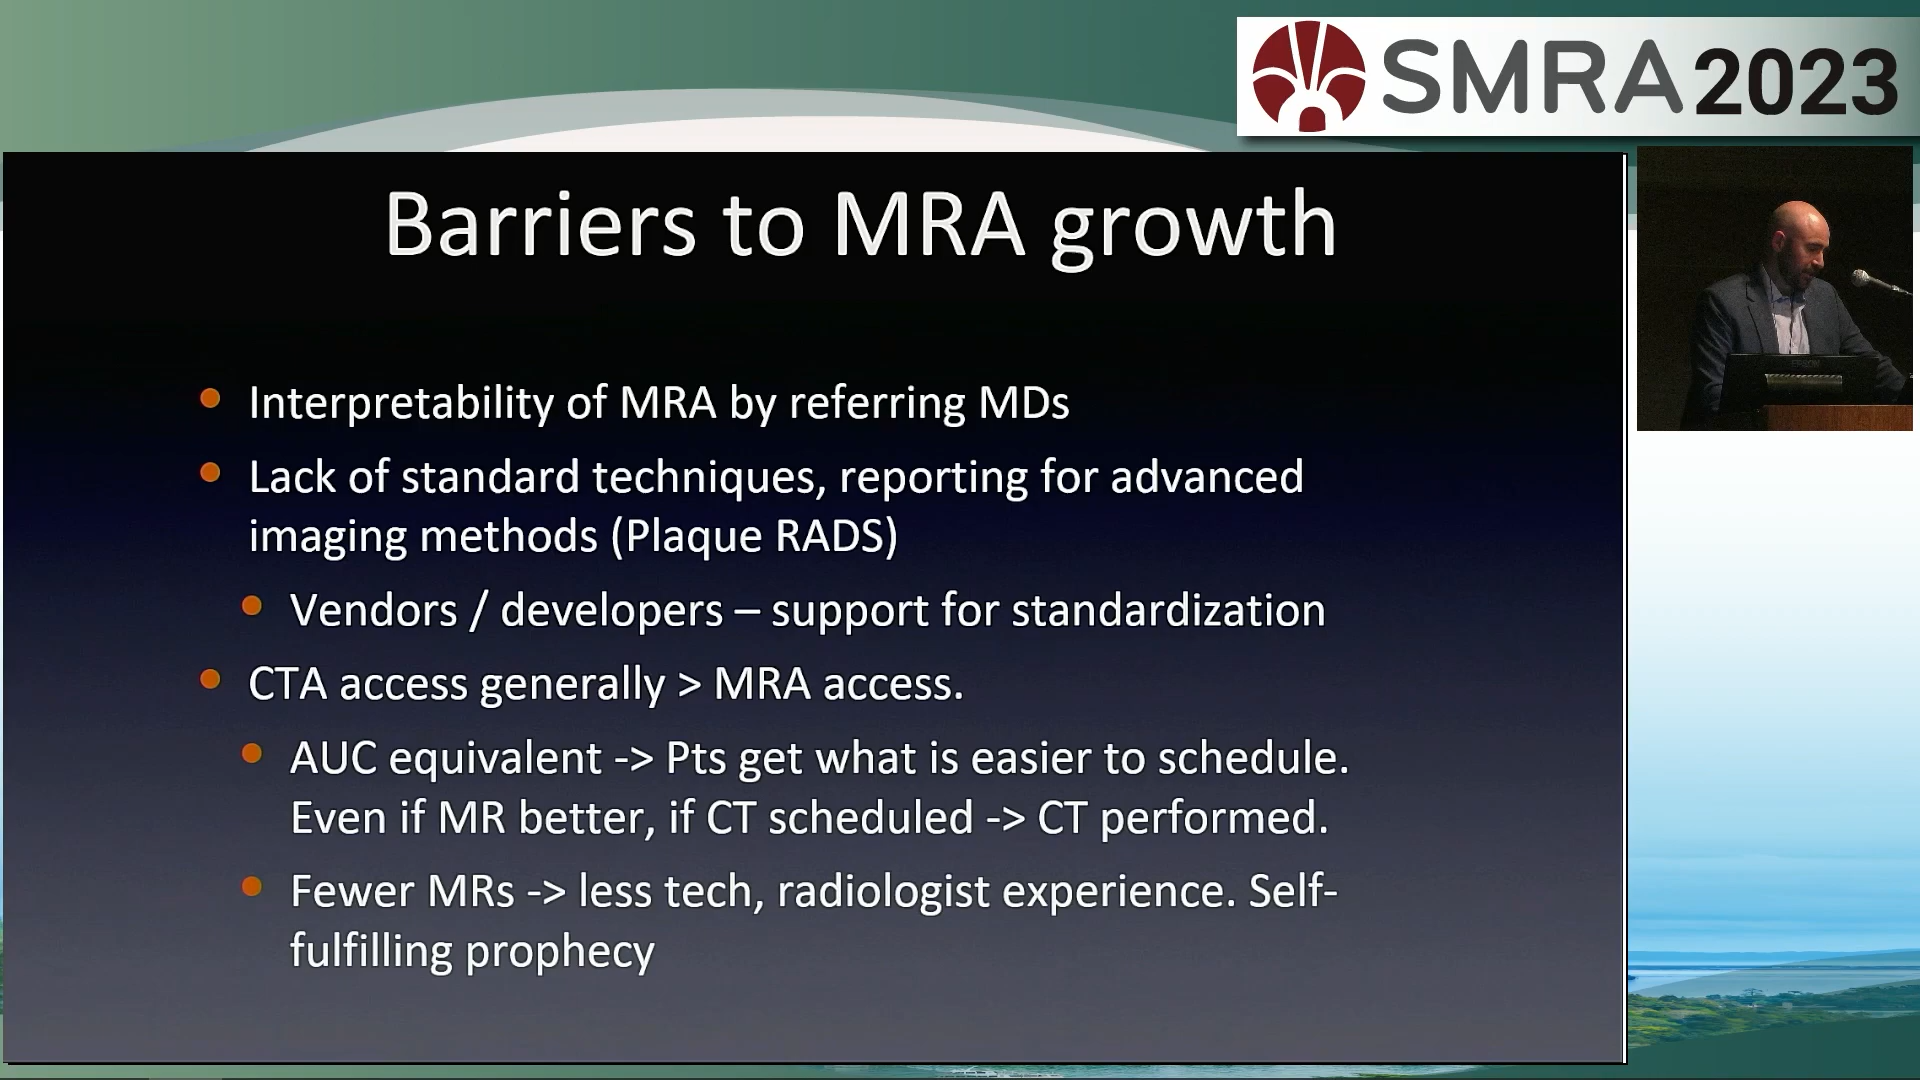 SMRA 2023
Barriers to MRA growth
Interpretability of MRA by referring MDs
Lack of standard techniques, reporting for advanced
imaging methods (Plaque RADS)
Vendors / developers – support for standardization
CTA access generally > MRA access.
AUC equivalent -> Pts get what is easier to schedule.
Even if MR better, if CT scheduled -> CT performed.
Fewer MRs -> less tech, radiologist experience. Self-
fulfilling prophecy